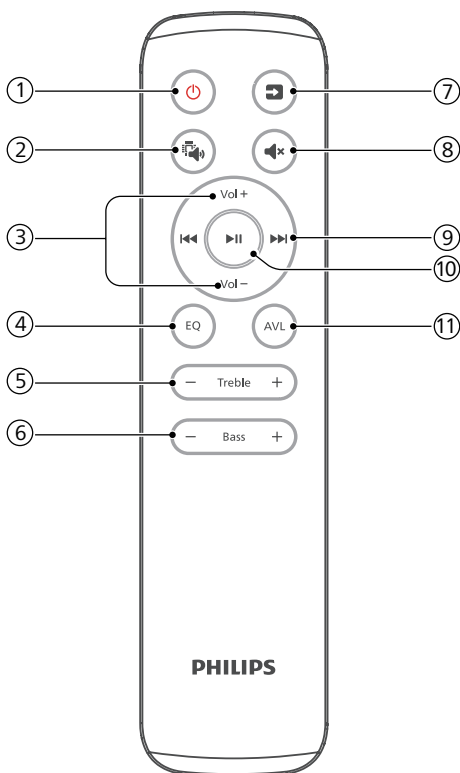 ① ⑦
② ⑧
Vol +
③ ⑨
⑩
Vol −
④ EQ AVL ⑪
⑤ − Treble +
⑥ − Bass +
PHILIPS